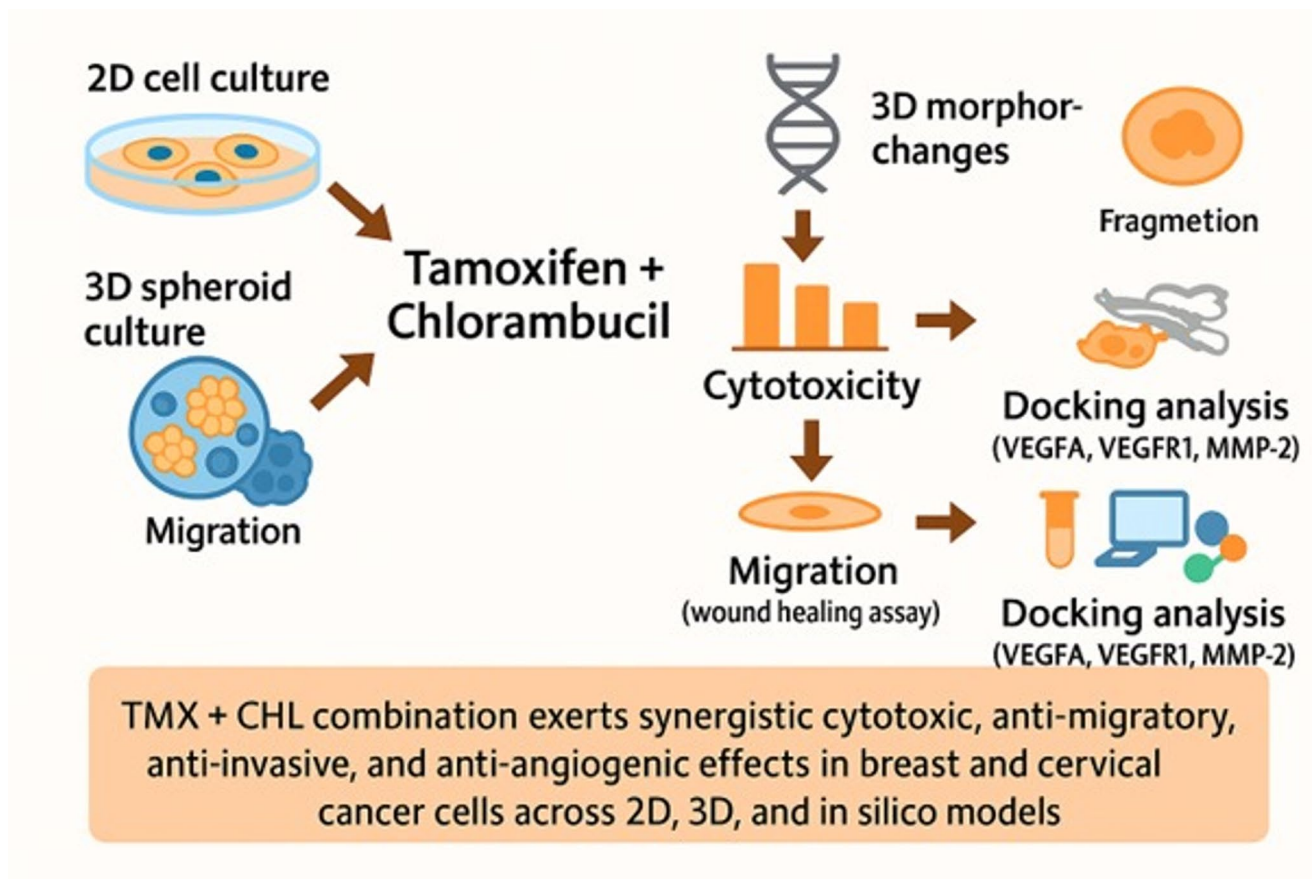 2D cell culture
3D spheroid
culture
Migration
Tamoxifen +
Chlorambucil
3D morphor-
changes
Fragmetion
Cytotoxicity
Docking analysis
(VEGFA, VEGFR1, MMP-2)
Migration
(wound healing assay)
Docking analysis
(VEGFA, VEGFR1, MMP-2)
TMX + CHL combination exerts synergistic cytotoxic, anti-migratory,
anti-invasive, and anti-angiogenic effects in breast and cervical
cancer cells across 2D, 3D, and in silico models